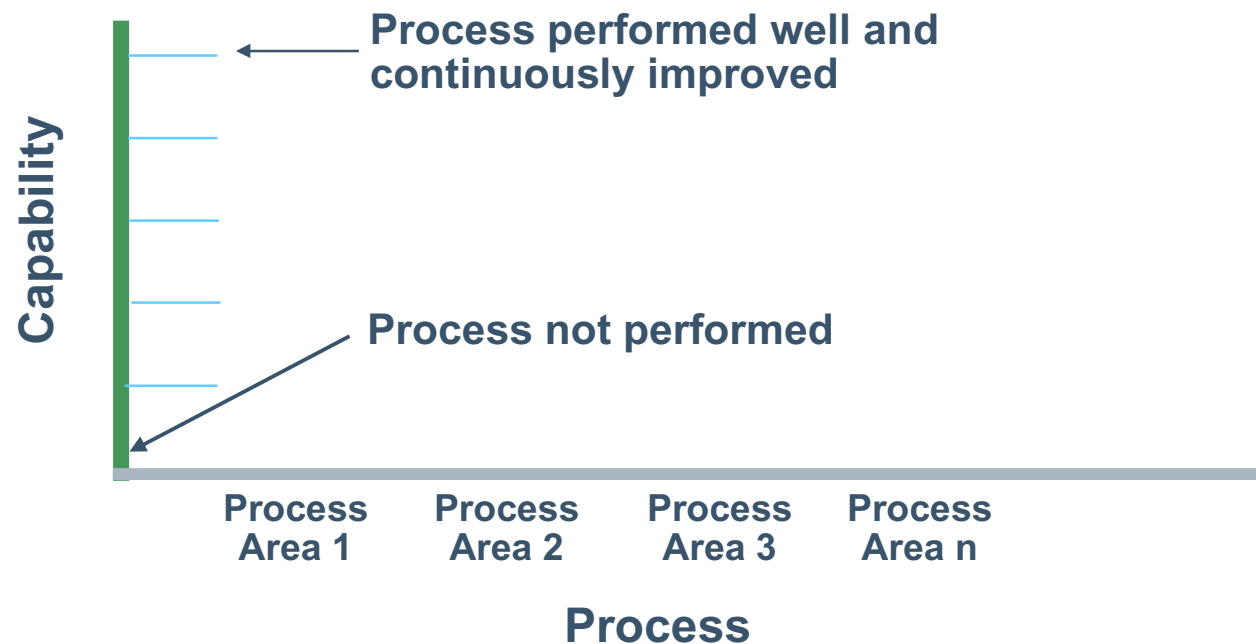 Process performed well and
continuously improved
Capability
Process not performed
Process
Area 1
Process
Area 2
Process
Area 3
Process
Area n
Process